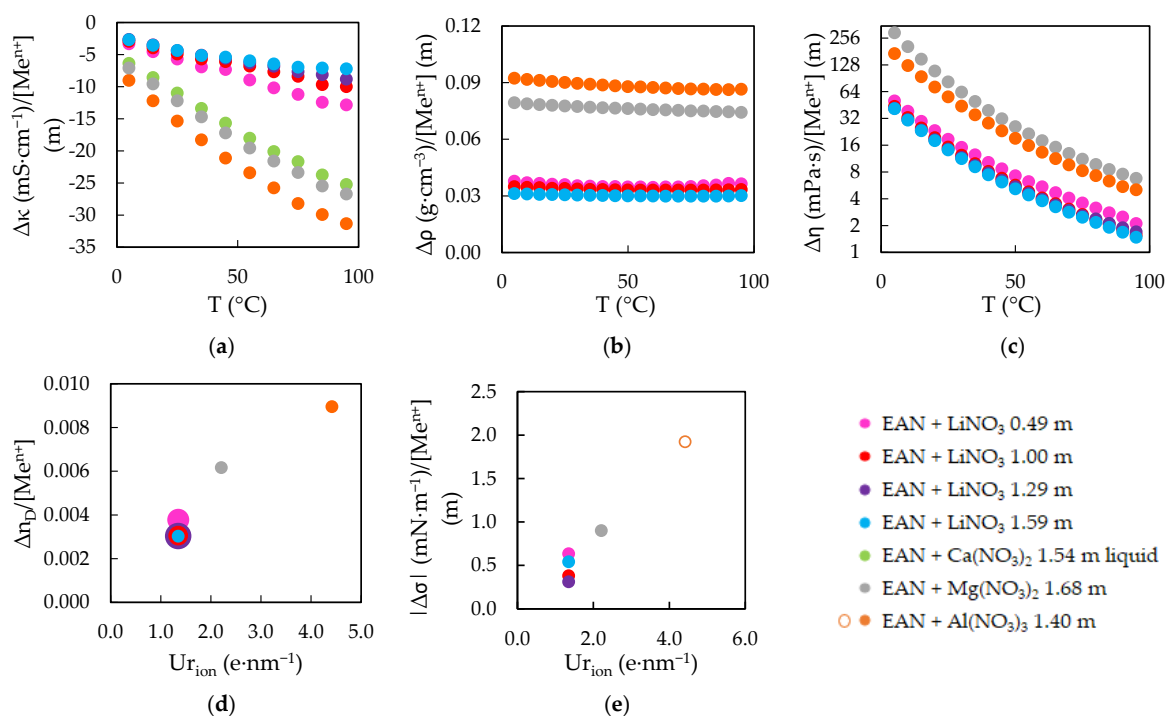 Δκ (mS·cm⁻¹)/[Meⁿ⁺]
(m)
0
-5
-10
-15
-20
-25
-30
-35
0
50
100
T (°C)
(a)
Δρ (g·cm⁻³)/[Meⁿ⁺] (m)
0.12
0.09
0.06
0.03
0.00
0
50
100
T (°C)
(b)
Δη (mPa·s)/[Meⁿ⁺] (m)
256
128
64
32
16
8
4
2
1
0
50
100
T (°C)
(c)
Δn_D/[Meⁿ⁺]
0.010
0.008
0.006
0.004
0.002
0.000
0.0
1.0
2.0
3.0
4.0
5.0
Ur_ion (e·nm⁻¹)
(d)
|Δσ| (mN·m⁻¹)/[Meⁿ⁺]
(m)
2.5
2.0
1.5
1.0
0.5
0.0
0.0
2.0
4.0
6.0
Ur_ion (e·nm⁻¹)
(e)
EAN + LiNO₃ 0.49 m
EAN + LiNO₃ 1.00 m
EAN + LiNO₃ 1.29 m
EAN + LiNO₃ 1.59 m
EAN + Ca(NO₃)₂ 1.54 m liquid
EAN + Mg(NO₃)₂ 1.68 m
EAN + Al(NO₃)₃ 1.40 m